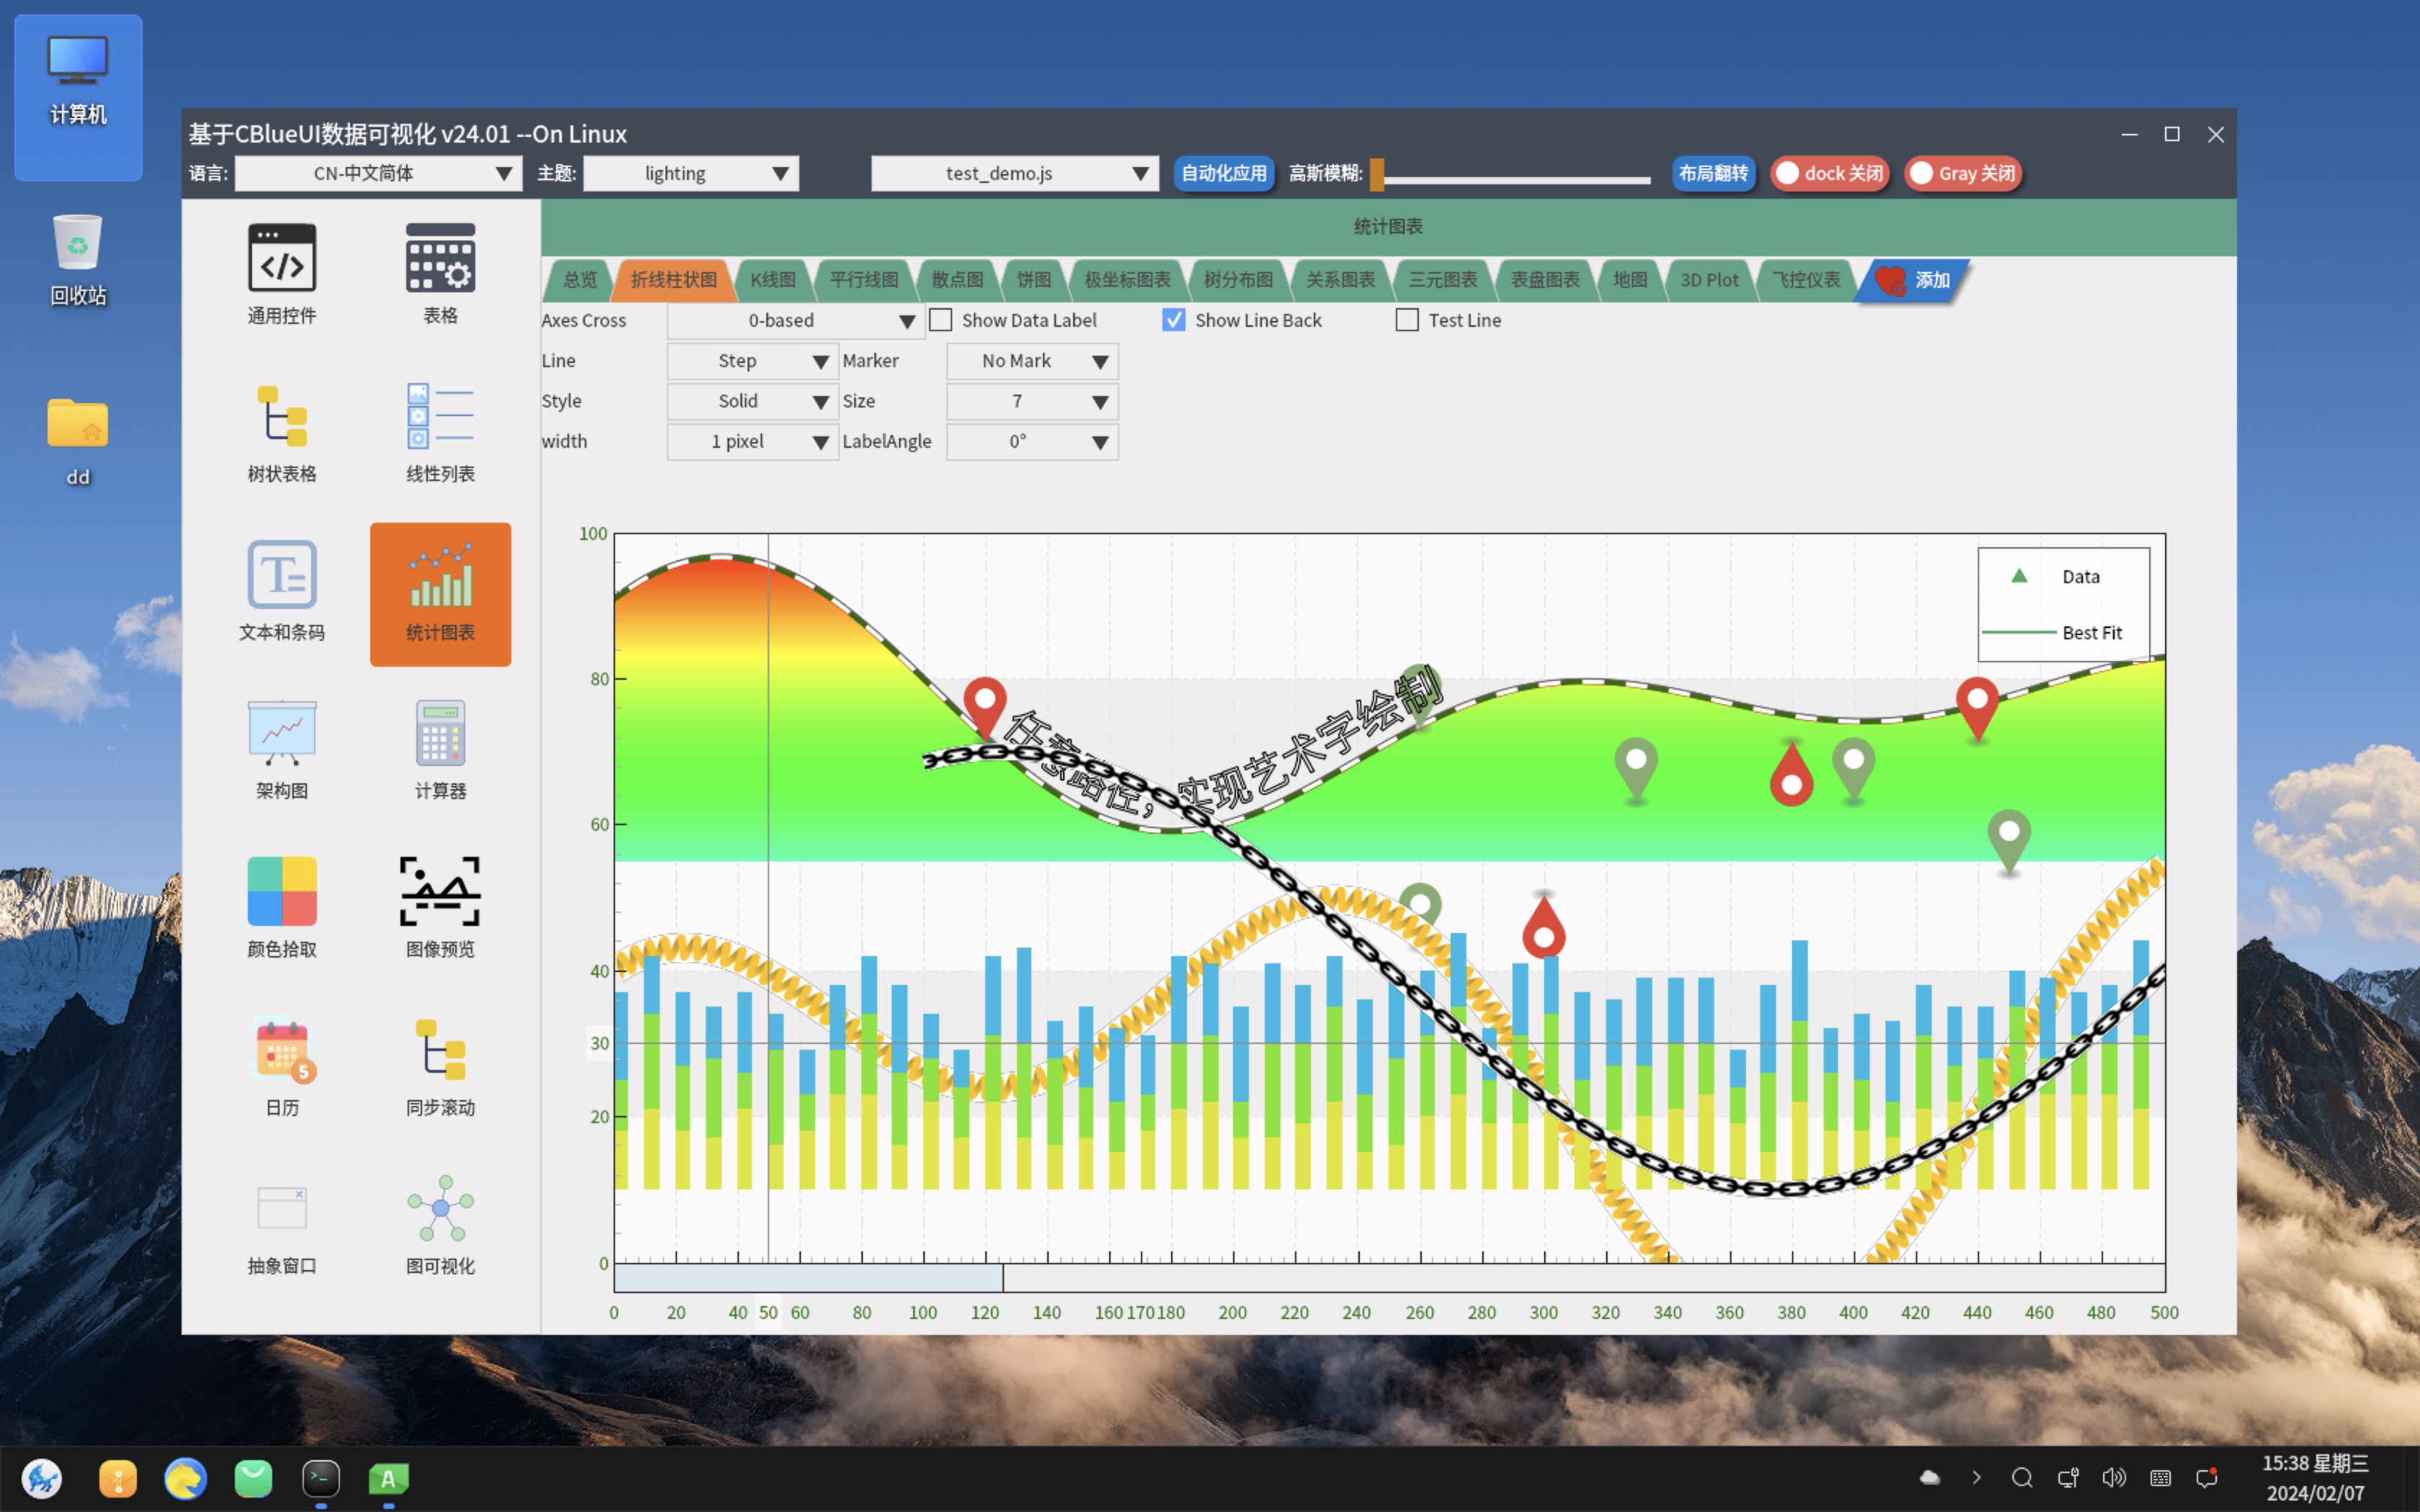 计算机
回收站
dd
基于CBlueUI数据可视化 v24.01 --On Linux
语言: CN-中文简体 主题: lighting test_demo.js 自动化应用 高斯模糊: 布局翻转 dock 关闭 Gray 关闭
通用控件 表格
树状表格 线性列表
文本和条码 统计图表
架构图 计算器
颜色拾取 图像预览
5
日历 同步滚动
抽象窗口 图可视化
统计图表
总览 折线柱状图 K线图 平行线图 散点图 饼图 极坐标图表 树分布图 关系图表 三元图表 表盘图表 地图 3D Plot 飞控仪表 添加
Axes Cross 0-based Show Data Label Show Line Back Test Line
Line Step Marker No Mark
Style Solid Size 7
width 1 pixel LabelAngle 0°
100
80
60
40
30
20
0
Data
Best Fit
任意路径，实现艺术字绘制
0 20 40 50 60 80 100 120 140 160 170 180 200 220 240 260 280 300 320 340 360 380 400 420 440 460 480 500
A
15:38 星期三
2024/02/07